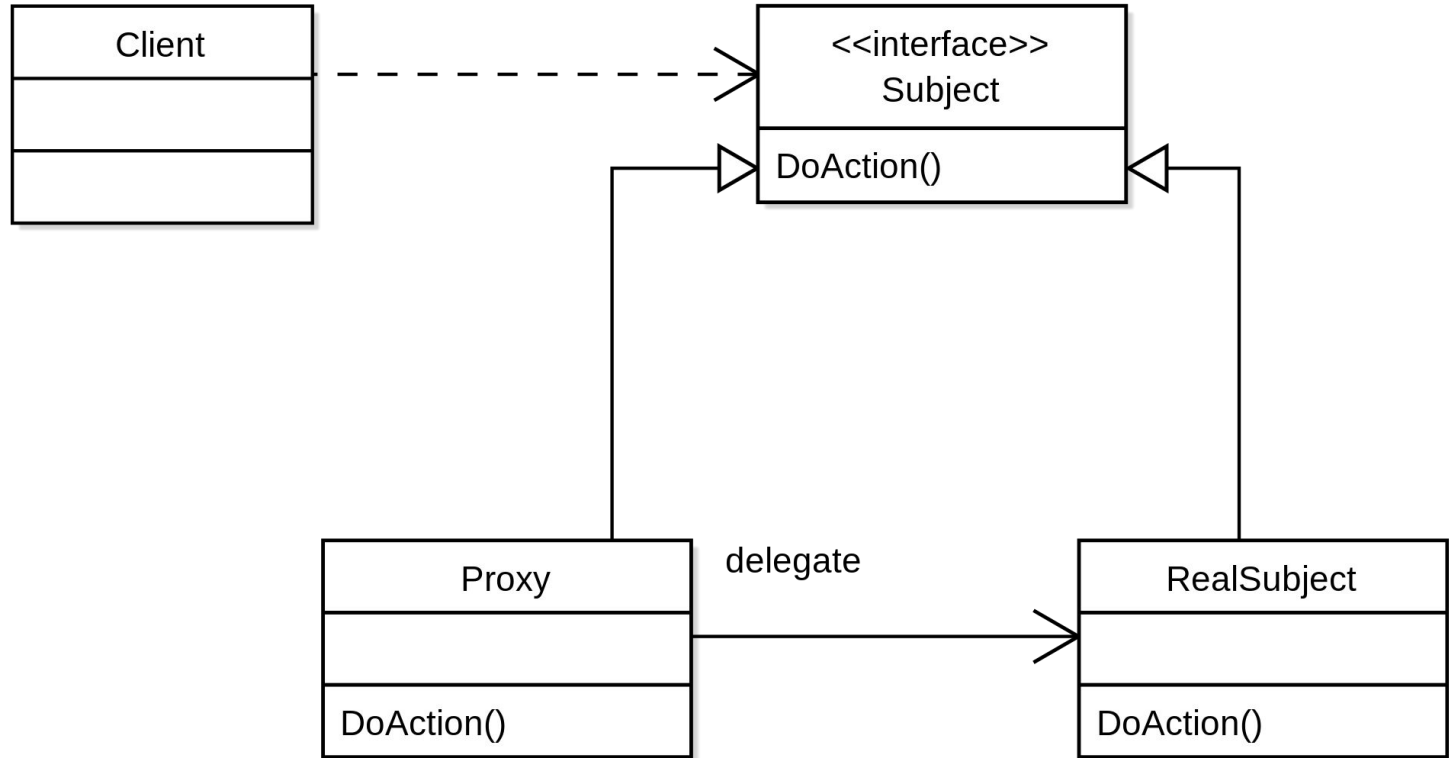 Client
<<interface>>
Subject
DoAction()
delegate
Proxy
DoAction()
RealSubject
DoAction()